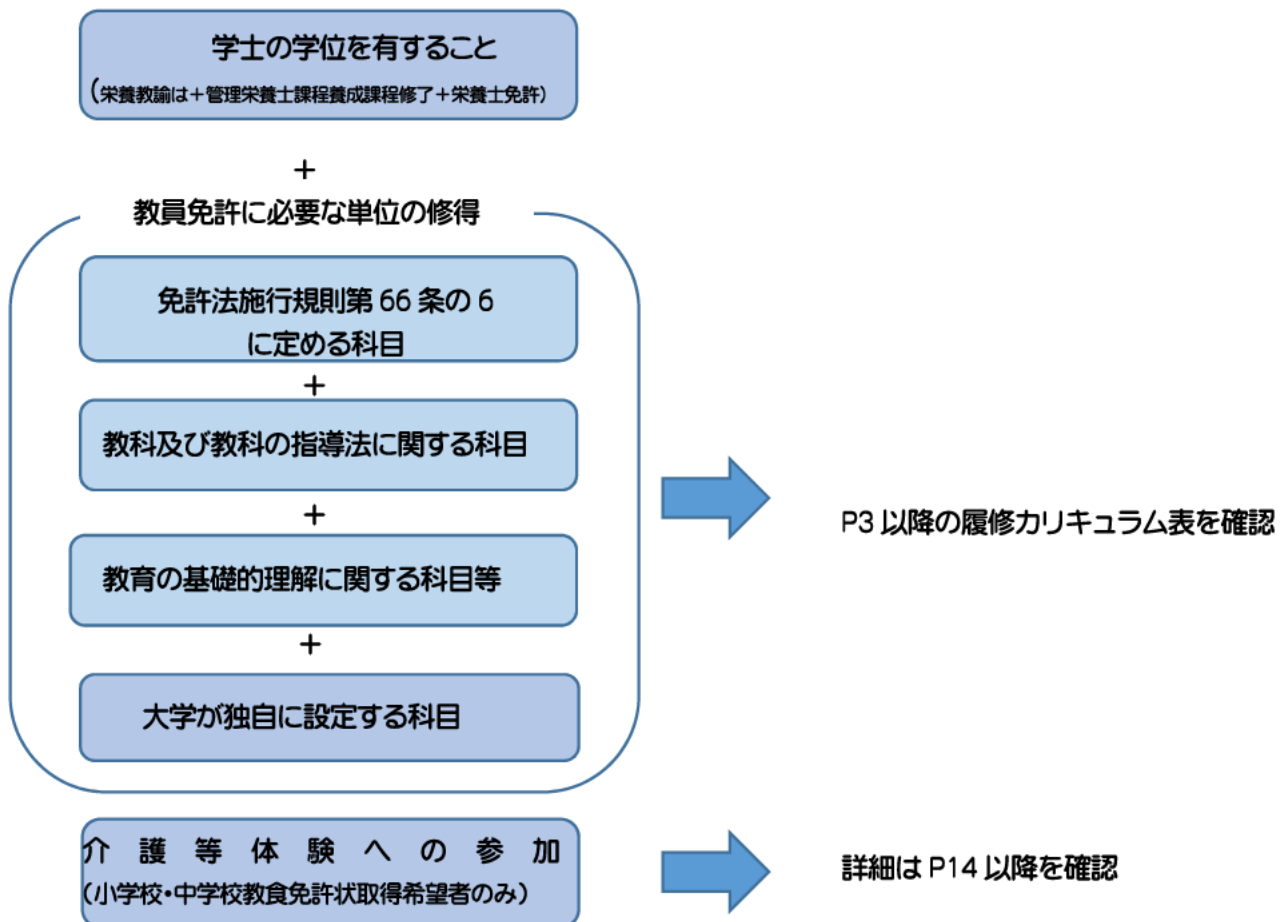 学士の学位を有すること
(栄養教諭は+管理栄養士課程養成課程修了+栄養士免許)
+
教員免許に必要な単位の修得
免許法施行規則第 66 条の 6
に定める科目
+
教科及び教科の指導法に関する科目
+
教育の基礎的理解に関する科目等
+
大学が独自に設定する科目
P3 以降の履修カリキュラム表を確認
介護等体験への参加
(小学校・中学校教食免許状取得希望者のみ)
詳細は P14 以降を確認